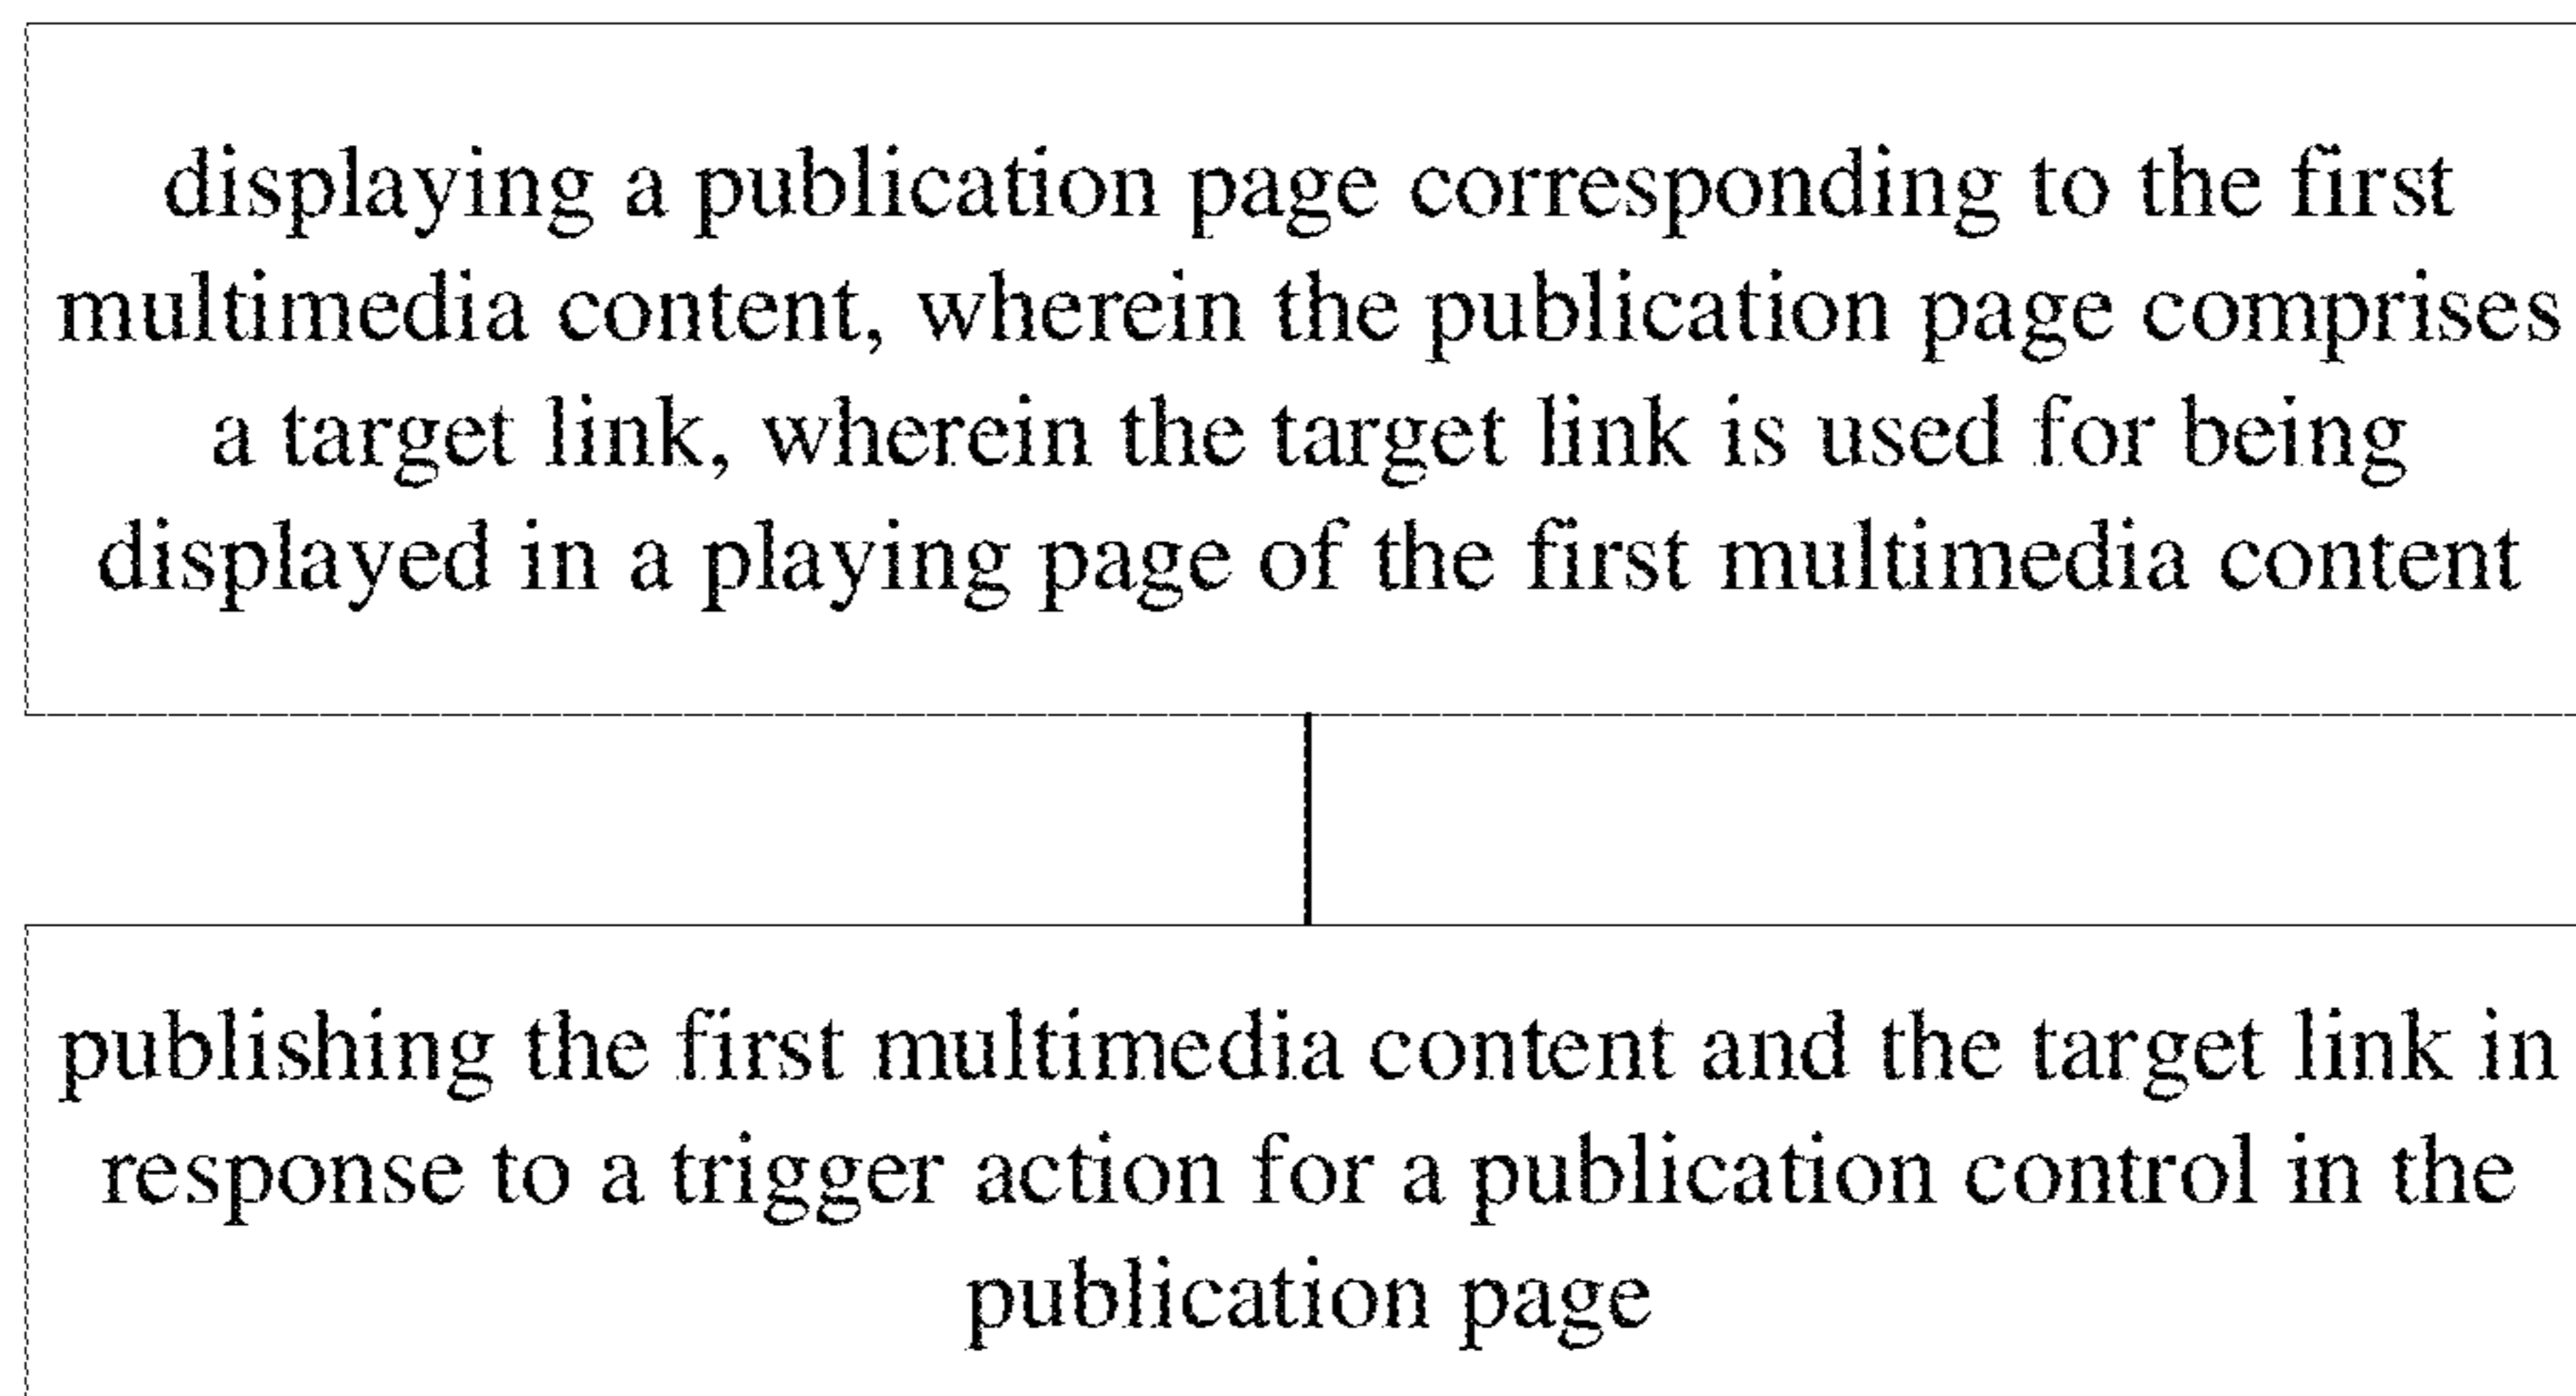 displaying a publication page corresponding to the first
multimedia content, wherein the publication page comprises
a target link, wherein the target link is used for being
displayed in a playing page of the first multimedia content
publishing the first multimedia content and the target link in
response to a trigger action for a publication control in the
publication page